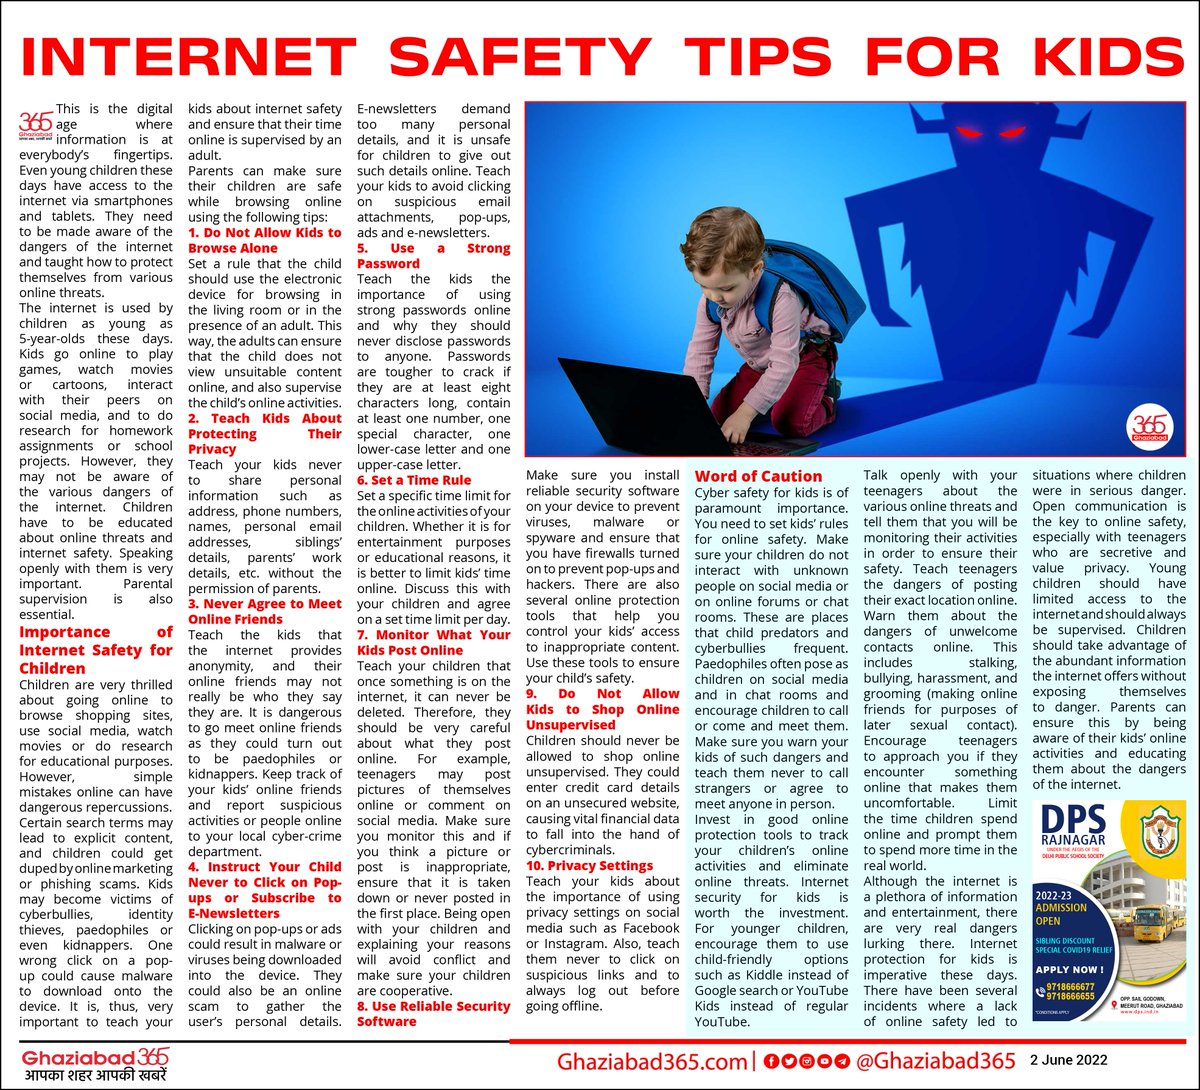 INTERNET SAFETY TIPS FOR KIDS
365
Ghaziabad
This is the digital
age where
information is at
everybody's fingertips.
Even young children these
days have access to the
internet via smartphones
and tablets. They need
to be made aware of the
dangers of the internet
and taught how to protect
themselves from various
online threats.
The internet is used by
children as young as
5-year-olds these days.
Kids go online to play
games, watch movies
or cartoons, interact
with their peers on
social media, and to do
research for homework
assignments or school
projects. However, they
may not be aware of
the various dangers of
the internet. Children
have to be educated
about online threats and
internet safety. Speaking
openly with them is very
important. Parental
supervision is also
essential.
Importance of
Internet Safety for
Children
Children are very thrilled
about going online to
browse shopping sites,
use social media, watch
movies or do research
for educational purposes.
However, simple
mistakes online can have
dangerous repercussions.
Certain search terms may
lead to explicit content,
and children could get
duped by online marketing
or phishing scams. Kids
may become victims of
cyberbullies, identity
thieves, paedophiles or
even kidnappers. One
wrong click on a pop-
up could cause malware
to download onto the
device. It is, thus, very
important to teach your
kids about internet safety
and ensure that their time
online is supervised by an
adult.
Parents can make sure
their children are safe
while browsing online
using the following tips:
1. Do Not Allow Kids to
Browse Alone
Set a rule that the child
should use the electronic
device for browsing in
the living room or in the
presence of an adult. This
way, the adults can ensure
that the child does not
view unsuitable content
online, and also supervise
the child's online activities.
2. Teach Kids About
Protecting Their
Privacy
Teach your kids never
to share personal
information such as
address, phone numbers,
names, personal email
addresses, siblings'
details, parents' work
details, etc. without the
permission of parents.
3. Never Agree to Meet
Online Friends
Teach the kids that
the internet provides
anonymity, and their
online friends may not
really be who they say
they are. It is dangerous
to go meet online friends
as they could turn out
to be paedophiles or
kidnappers. Keep track of
your kids' online friends
and report suspicious
activities or people online
to your local cyber-crime
department.
4. Instruct Your Child
Never to Click on Pop-
ups or Subscribe to
E-Newsletters
Clicking on pop-ups or ads
could result in malware or
viruses being downloaded
into the device. They
could also be an online
scam to gather the
user's personal details.
E-newsletters demand
too many personal
details, and it is unsafe
for children to give out
such details online. Teach
your kids to avoid clicking
on suspicious email
attachments, pop-ups,
ads and e-newsletters.
5. Use a Strong
Password
Teach the kids the
importance of using
strong passwords online
and why they should
never disclose passwords
to anyone. Passwords
are tougher to crack if
they are at least eight
characters long, contain
at least one number, one
special character, one
lower-case letter and one
upper-case letter.
6. Set a Time Rule
Set a specific time limit for
the online activities of your
children. Whether it is for
entertainment purposes
or educational reasons, it
is better to limit kids' time
online. Discuss this with
your children and agree
on a set time limit per day.
7. Monitor What Your
Kids Post Online
Teach your children that
once something is on the
internet, it can never be
deleted. Therefore, they
should be very careful
about what they post
online. For example,
teenagers may post
pictures of themselves
online or comment on
social media. Make sure
you monitor this and if
you think a picture or
post is inappropriate,
ensure that it is taken
down or never posted in
the first place. Being open
with your children and
explaining your reasons
will avoid conflict and
make sure your children
are cooperative.
8. Use Reliable Security
Software
365
Ghaziabad
Make sure you install
reliable security software
on your device to prevent
viruses, malware or
spyware and ensure that
you have firewalls turned
on to prevent pop-ups and
hackers. There are also
several online protection
tools that help you
control your kids' access
to inappropriate content.
Use these tools to ensure
your child's safety.
9. Do Not Allow
Kids to Shop Online
Unsupervised
Children should never be
allowed to shop online
unsupervised. They could
enter credit card details
on an unsecured website,
causing vital financial data
to fall into the hand of
cybercriminals.
10. Privacy Settings
Teach your kids about
the importance of using
privacy settings on social
media such as Facebook
or Instagram. Also, teach
them never to click on
suspicious links and to
always log out before
going offline.
Word of Caution
Cyber safety for kids is of
paramount importance.
You need to set kids' rules
for online safety. Make
sure your children do not
interact with unknown
people on social media or
on online forums or chat
rooms. These are places
that child predators and
cyberbullies frequent.
Paedophiles often pose as
children on social media
and in chat rooms and
encourage children to call
or come and meet them.
Make sure you warn your
kids of such dangers and
teach them never to call
strangers or agree to
meet anyone in person.
Invest in good online
protection tools to track
your children's online
activities and eliminate
online threats. Internet
security for kids is
worth the investment.
For younger children,
encourage them to use
child-friendly options
such as Kiddle instead of
Google search or YouTube
Kids instead of regular
YouTube.
Talk openly with your
teenagers about the
various online threats and
tell them that you will be
monitoring their activities
in order to ensure their
safety. Teach teenagers
the dangers of posting
their exact location online.
Warn them about the
dangers of unwelcome
contacts online. This
includes stalking,
bullying, harassment, and
grooming (making online
friends for purposes of
later sexual contact).
Encourage teenagers
to approach you if they
encounter something
online that makes them
uncomfortable. Limit
the time children spend
online and prompt them
to spend more time in the
real world.
Although the internet is
a plethora of information
and entertainment, there
are very real dangers
lurking there. Internet
protection for kids is
imperative these days.
There have been several
incidents where a lack
of online safety led to
situations where children
were in serious danger.
Open communication is
the key to online safety,
especially with teenagers
who are secretive and
value privacy. Young
children should have
limited access to the
internet and should always
be supervised. Children
should take advantage of
the abundant information
the internet offers without
exposing themselves
to danger. Parents can
ensure this by being
aware of their kids' online
activities and educating
them about the dangers
of the internet.
DPS
RAJNAGAR
UNDER THE AEGIS OF THE
DELHI PUBLIC SCHOOL SOCIETY
2022-23
ADMISSION
OPEN
SIBLING DISCOUNT
SPECIAL COVID19 RELIEF
APPLY NOW !
9718666677
9718666655
*CONDITIONS APPLY
OPP. SAIL GODOWN,
MEERUT ROAD, GHAZIABAD
www.dps.ind.in
Ghaziabad 365
आपका शहर आपकी खबरें
Ghaziabad365.com | @Ghaziabad365 2 June 2022